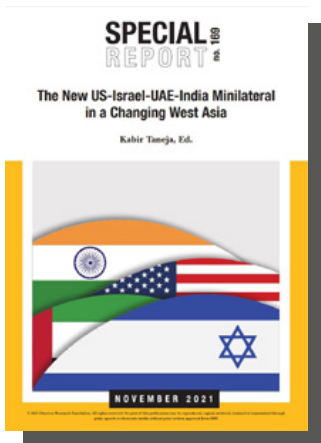 SPECIAL
REPORT
no. 169
The New US-Israel-UAE-India Minilateral
in a Changing West Asia
Kabir Taneja, Ed.
NOVEMBER 2021